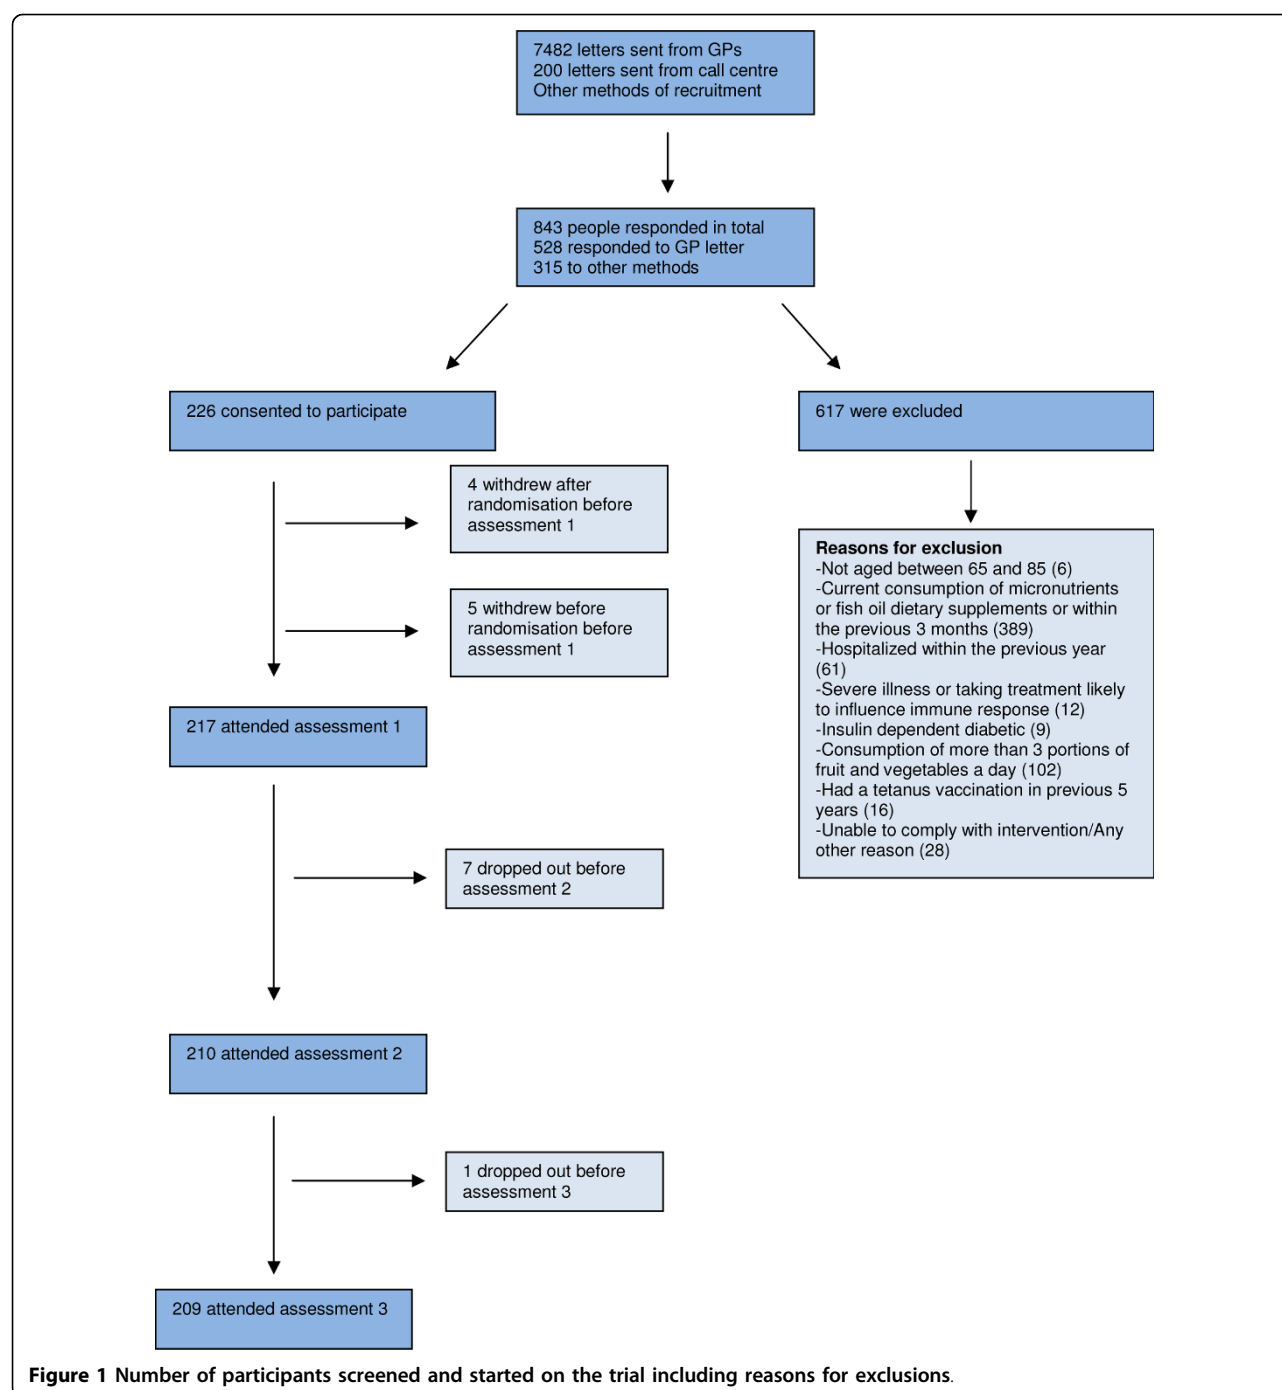 7482 letters sent from GPs
200 letters sent from call centre
Other methods of recruitment
843 people responded in total
528 responded to GP letter
315 to other methods
226 consented to participate
617 were excluded
4 withdrew after
randomisation before
assessment 1
5 withdrew before
randomisation before
assessment 1
Reasons for exclusion
-Not aged between 65 and 85 (6)
-Current consumption of micronutrients
or fish oil dietary supplements or within
the previous 3 months (389)
-Hospitalized within the previous year
(61)
-Severe illness or taking treatment likely
to influence immune response (12)
-Insulin dependent diabetic (9)
-Consumption of more than 3 portions of
fruit and vegetables a day (102)
-Had a tetanus vaccination in previous 5
years (16)
-Unable to comply with intervention/Any
other reason (28)
217 attended assessment 1
7 dropped out before
assessment 2
210 attended assessment 2
1 dropped out before
assessment 3
209 attended assessment 3
Figure 1 Number of participants screened and started on the trial including reasons for exclusions.